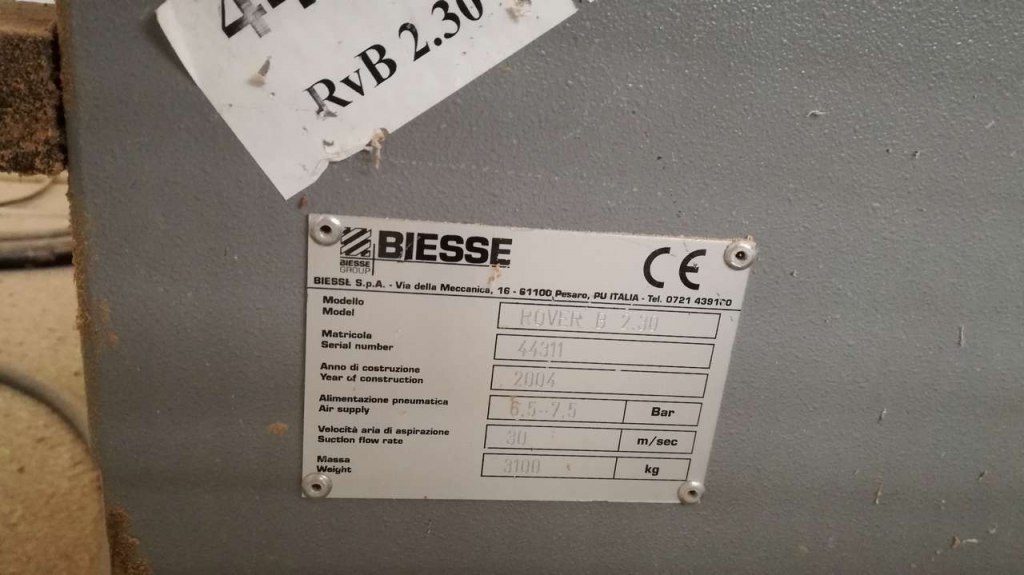 44
RvB 2.30
BIESSE
BIESSE
GROUP
CE
BIESSE S.p.A. - Via della Meccanica, 16 - 61100 Pesaro, PU ITALIA - Tel. 0721 439100
Modello
Model ROVER B 2.30
Matricola
Serial number 44311
Anno di costruzione
Year of construction 2004
Alimentazione pneumatica
Air supply 6,5-7,5 Bar
Velocità aria di aspirazione
Suction flow rate 30 m/sec
Massa
Weight 3100 kg